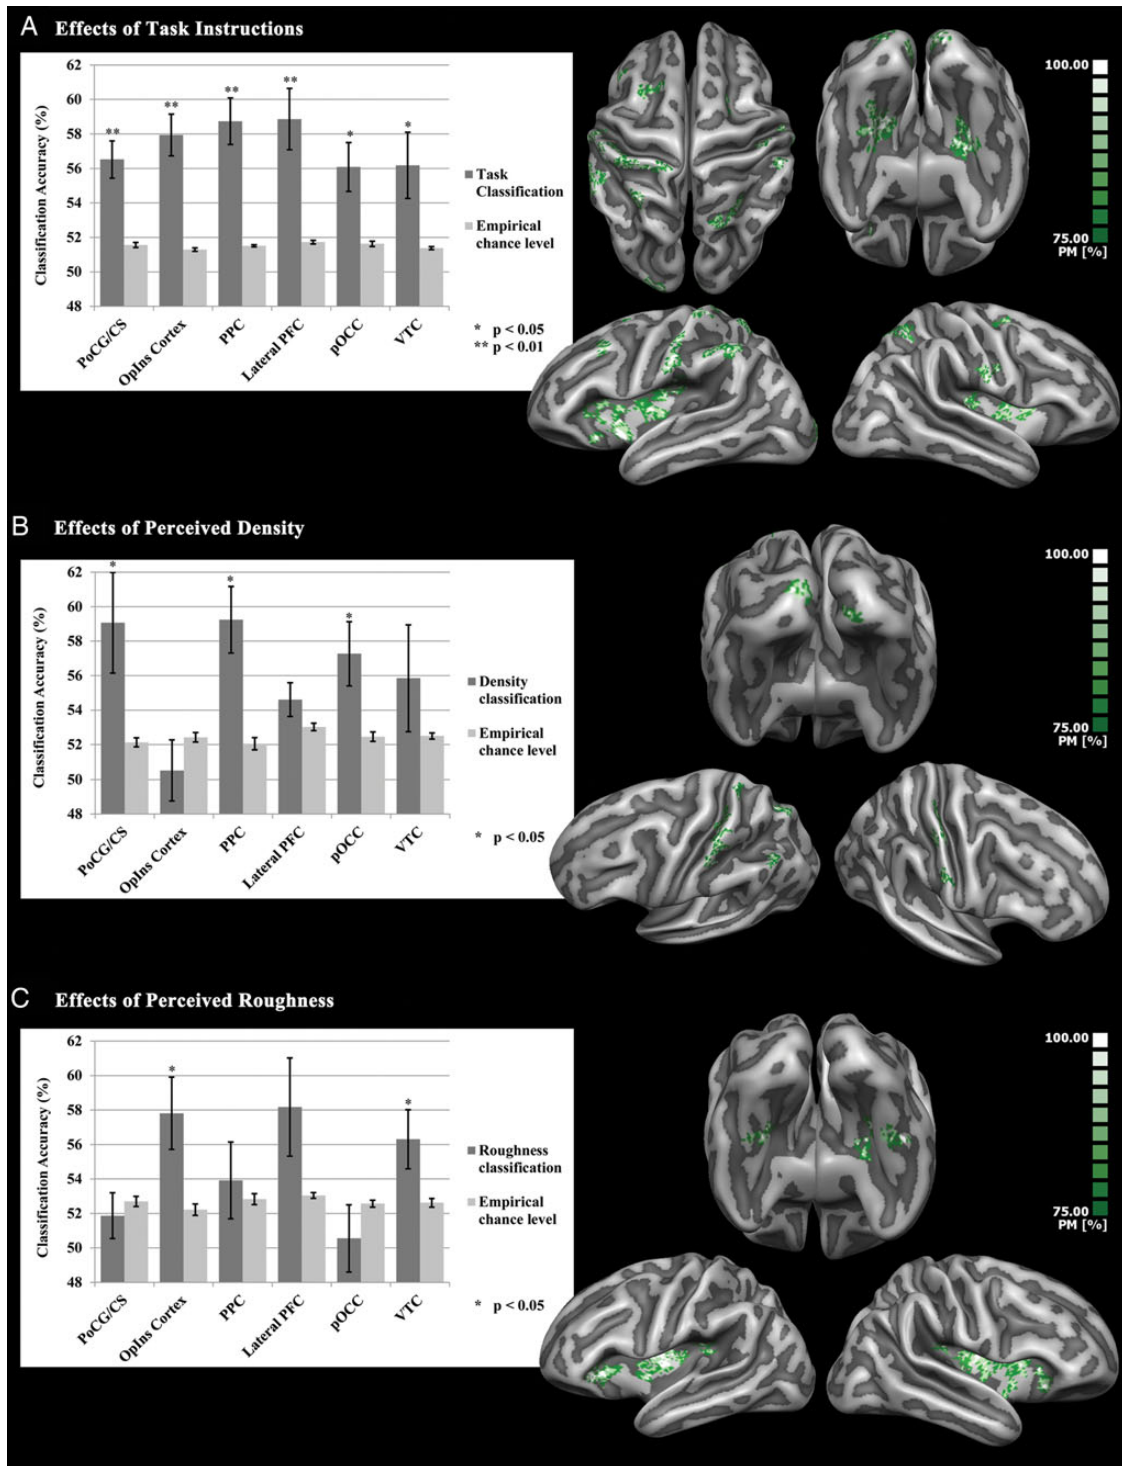 A Effects of Task Instructions
62
60
58
56
54
52
50
48
Classification Accuracy (%)
**
**
**
**
*
*
PoCG/CS
OpIns Cortex
PPC
Lateral PFC
pOCC
VTC
Task
Classification
Empirical
chance level
* p < 0.05
** p < 0.01
100.00
75.00
PM [%]
B Effects of Perceived Density
62
60
58
56
54
52
50
48
Classification Accuracy (%)
*
*
*
PoCG/CS
OpIns Cortex
PPC
Lateral PFC
pOCC
VTC
Density
classification
Empirical
chance level
* p < 0.05
100.00
75.00
PM [%]
C Effects of Perceived Roughness
62
60
58
56
54
52
50
48
Classification Accuracy (%)
*
*
PoCG/CS
OpIns Cortex
PPC
Lateral PFC
pOCC
VTC
Roughness
classification
Empirical
chance level
* p < 0.05
100.00
75.00
PM [%]